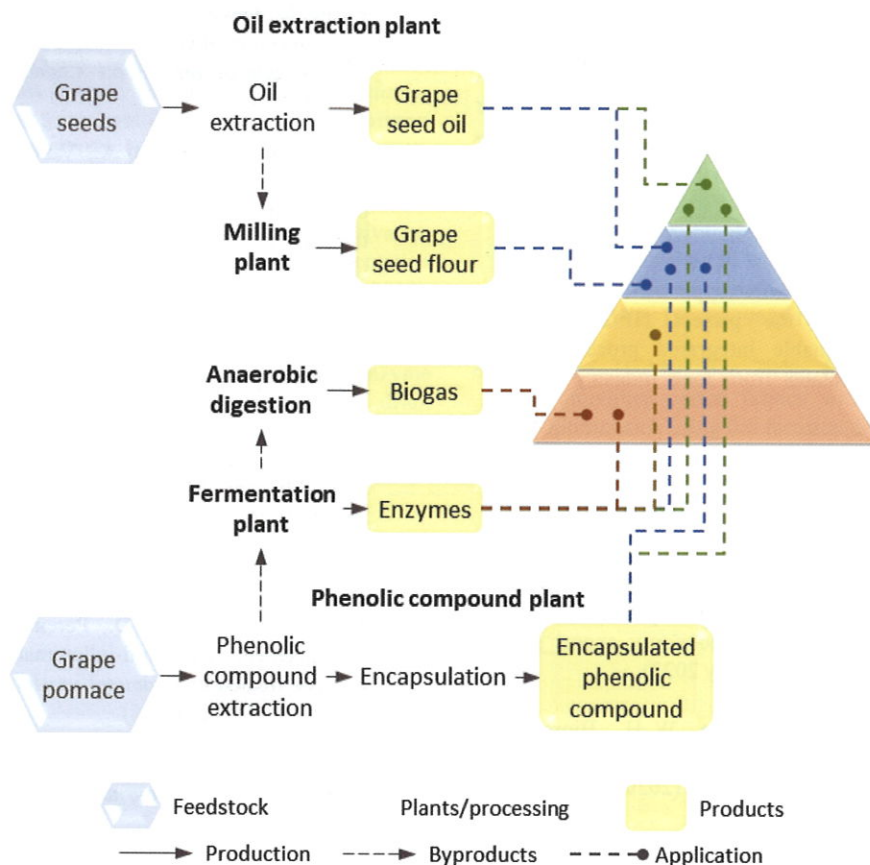 Oil extraction plant
Grape
seeds
Oil
extraction
Grape
seed oil
Milling
plant
Grape
seed flour
Anaerobic
digestion
Biogas
Fermentation
plant
Enzymes
Phenolic compound plant
Grape
pomace
Phenolic
compound
extraction
Encapsulation
Encapsulated
phenolic
compound
Feedstock
Plants/processing
Products
Production
Byproducts
Application